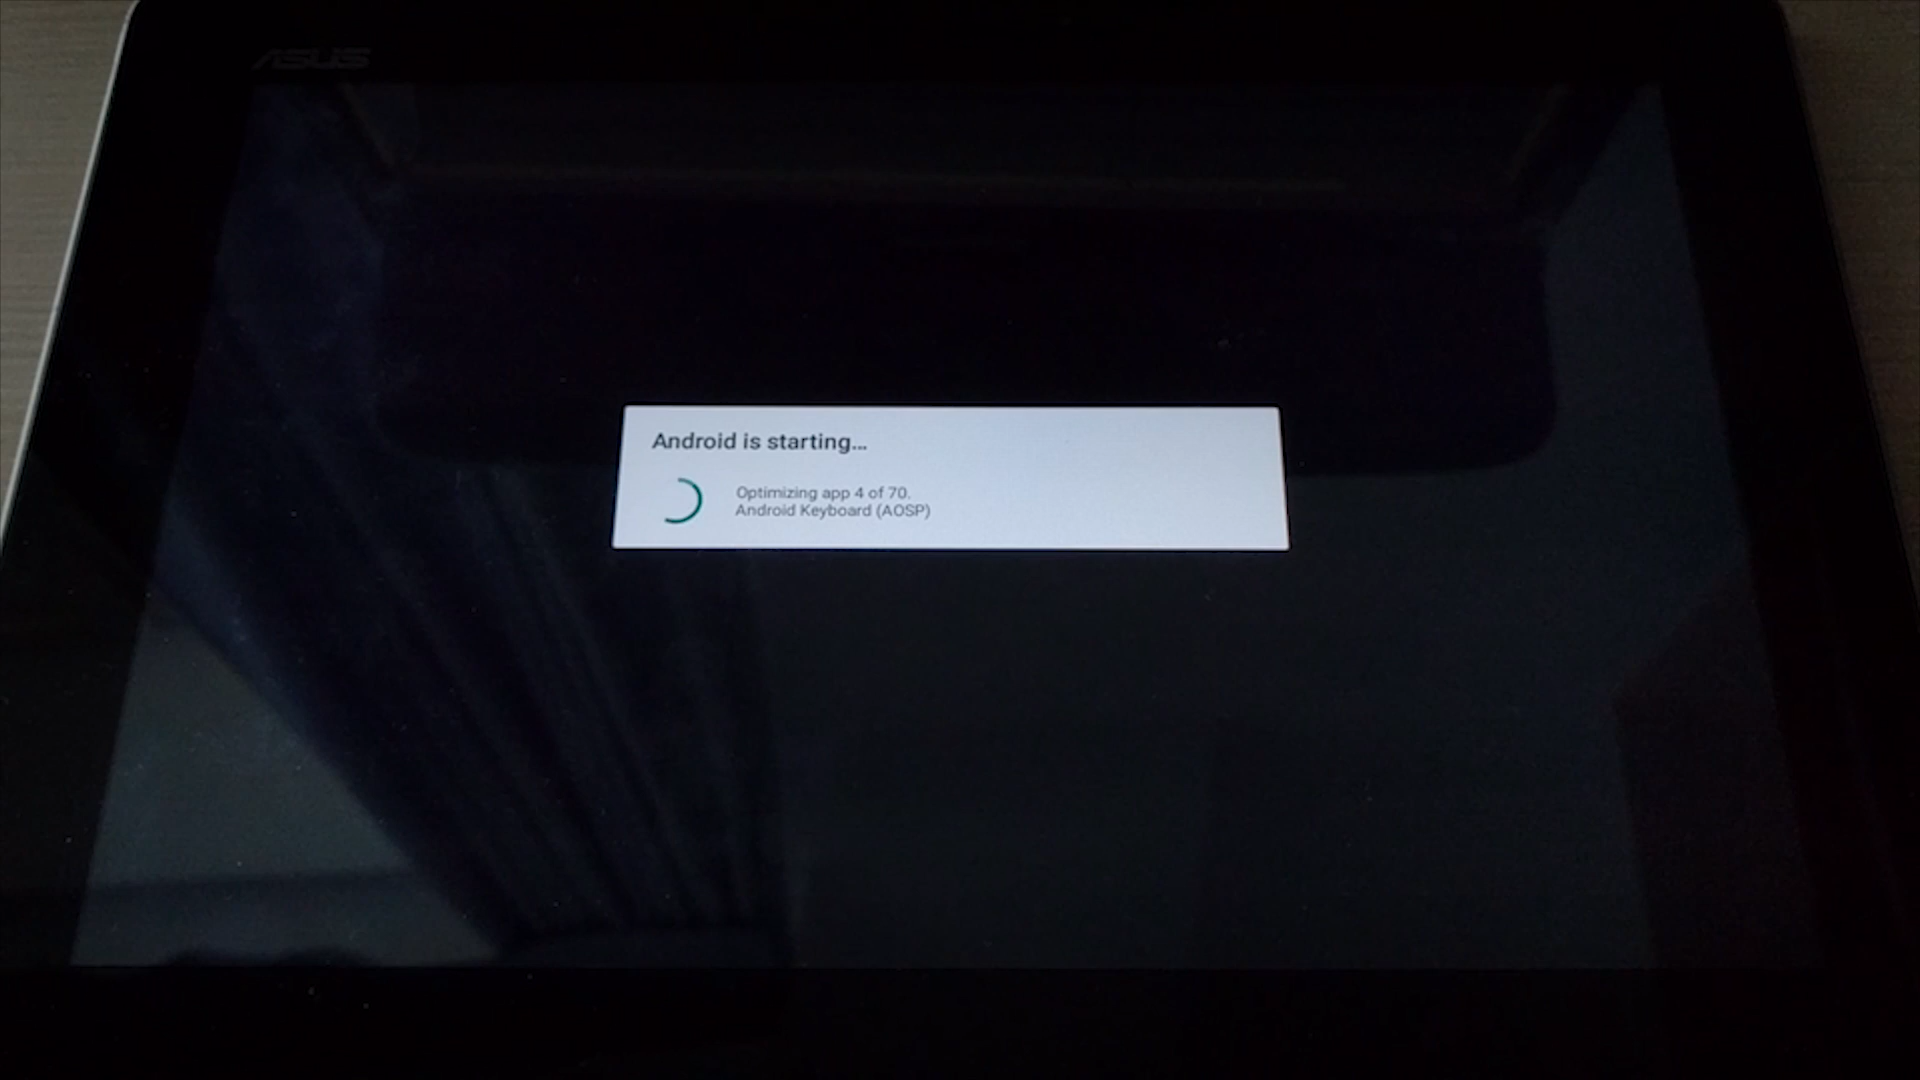 ASUS
Android is starting...
Optimizing app 4 of 70.
Android Keyboard (AOSP)